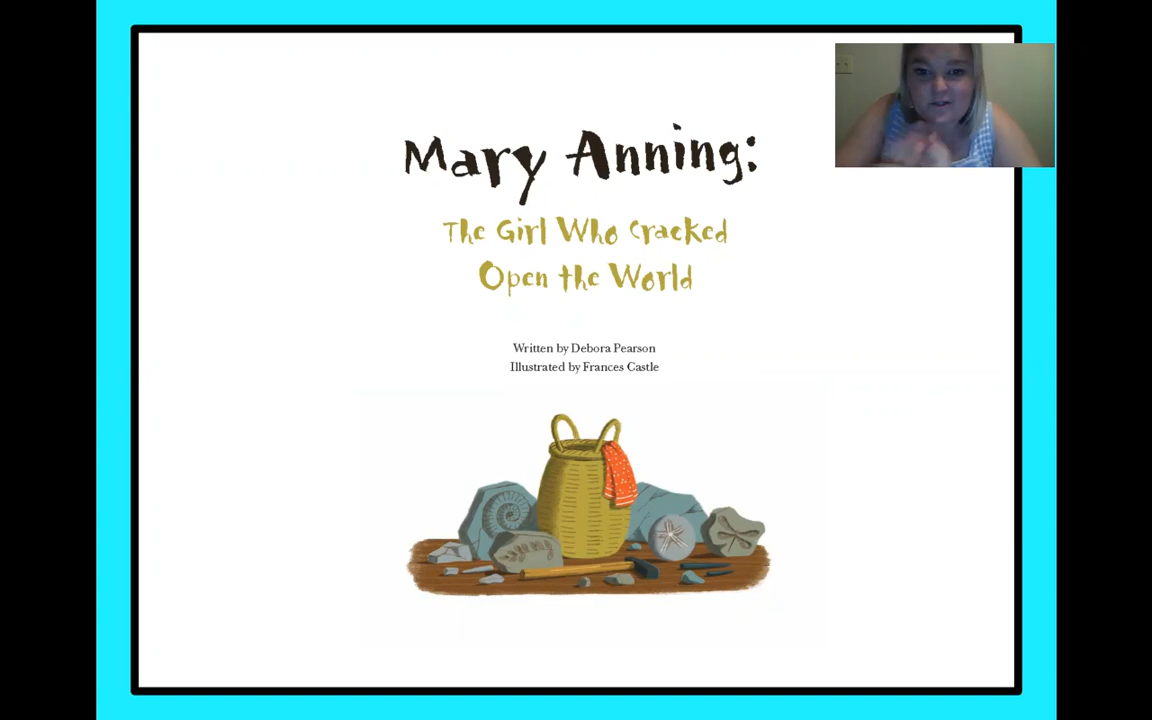 Mary Anning:
The Girl Who Cracked
Open the World
Written by Debora Pearson
Illustrated by Frances Castle